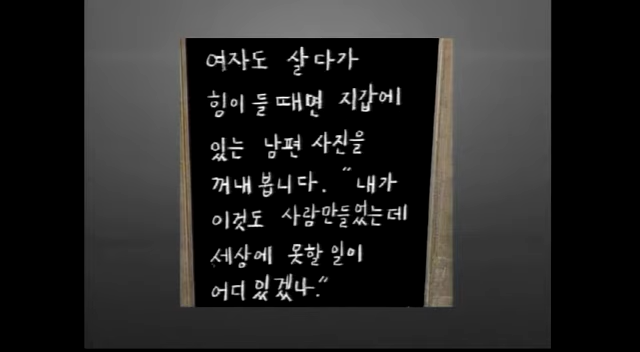 여자도 살다가
힘이 들 때면 지갑에
있는 남편 사진을
꺼내 봅니다. "내가
이것도 사람만들었는데
세상에 못할 일이
어디 있겠나."